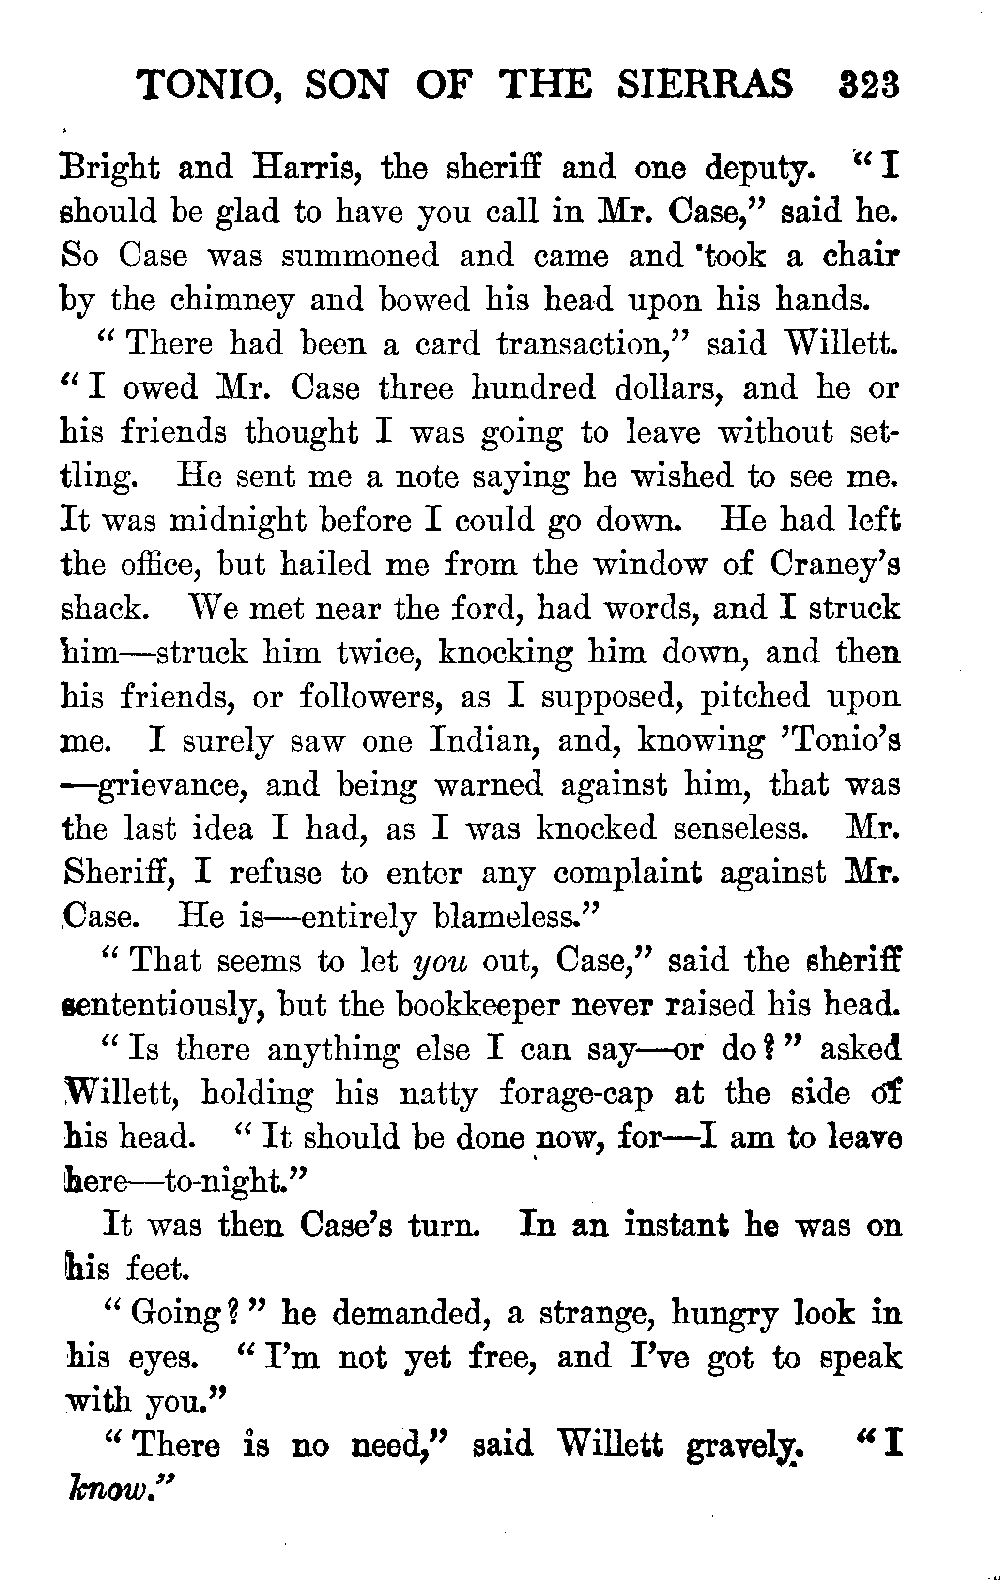 TONIO, SON OF THE SIERRAS 323
Bright and Harris, the sheriff and one deputy. “I
should be glad to have you call in Mr. Case,” said he.
So Case was summoned and came and took a chair
by the chimney and bowed his head upon his hands.
“There had been a card transaction,” said Willett.
“I owed Mr. Case three hundred dollars, and he or
his friends thought I was going to leave without set-
tling. He sent me a note saying he wished to see me.
It was midnight before I could go down. He had left
the office, but hailed me from the window of Craney’s
shack. We met near the ford, had words, and I struck
him—struck him twice, knocking him down, and then
his friends, or followers, as I supposed, pitched upon
me. I surely saw one Indian, and, knowing ’Tonio’s
—grievance, and being warned against him, that was
the last idea I had, as I was knocked senseless. Mr.
Sheriff, I refuse to enter any complaint against Mr.
Case. He is—entirely blameless.”
“That seems to let you out, Case,” said the sheriff
sententiously, but the bookkeeper never raised his head.
“Is there anything else I can say—or do?” asked
Willett, holding his natty forage-cap at the side of
his head. “It should be done now, for—I am to leave
here—to-night.”
It was then Case’s turn. In an instant he was on
his feet.
“Going?” he demanded, a strange, hungry look in
his eyes. “I’m not yet free, and I’ve got to speak
with you.”
“There is no need,” said Willett gravely. “I
know.”